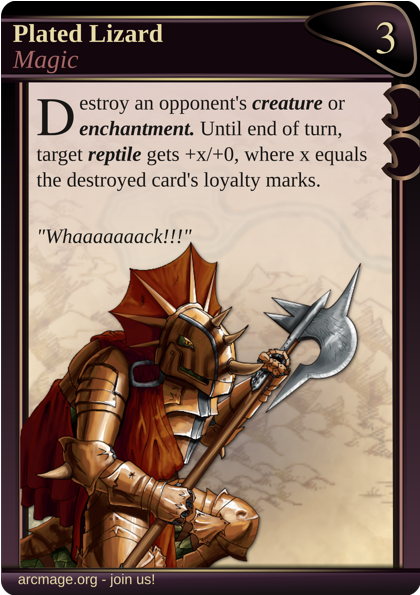 Plated Lizard
3
Magic
Destroy an opponent's creature or
enchantment. Until end of turn,
target reptile gets +x/+0, where x equals
the destroyed card's loyalty marks.
"Whaaaaaaack!!!"
arcmage.org - join us!